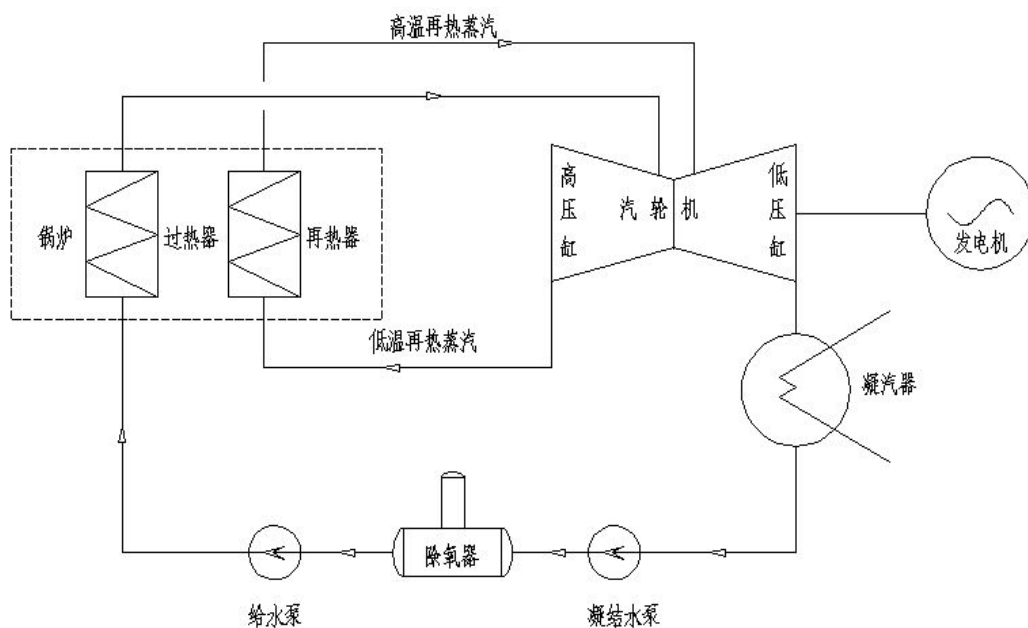 高温再热蒸汽
高压缸
汽轮机
低压缸
锅炉
过热器
再热器
发电机
低温再热蒸汽
凝汽器
除氧器
给水泵
凝结水泵